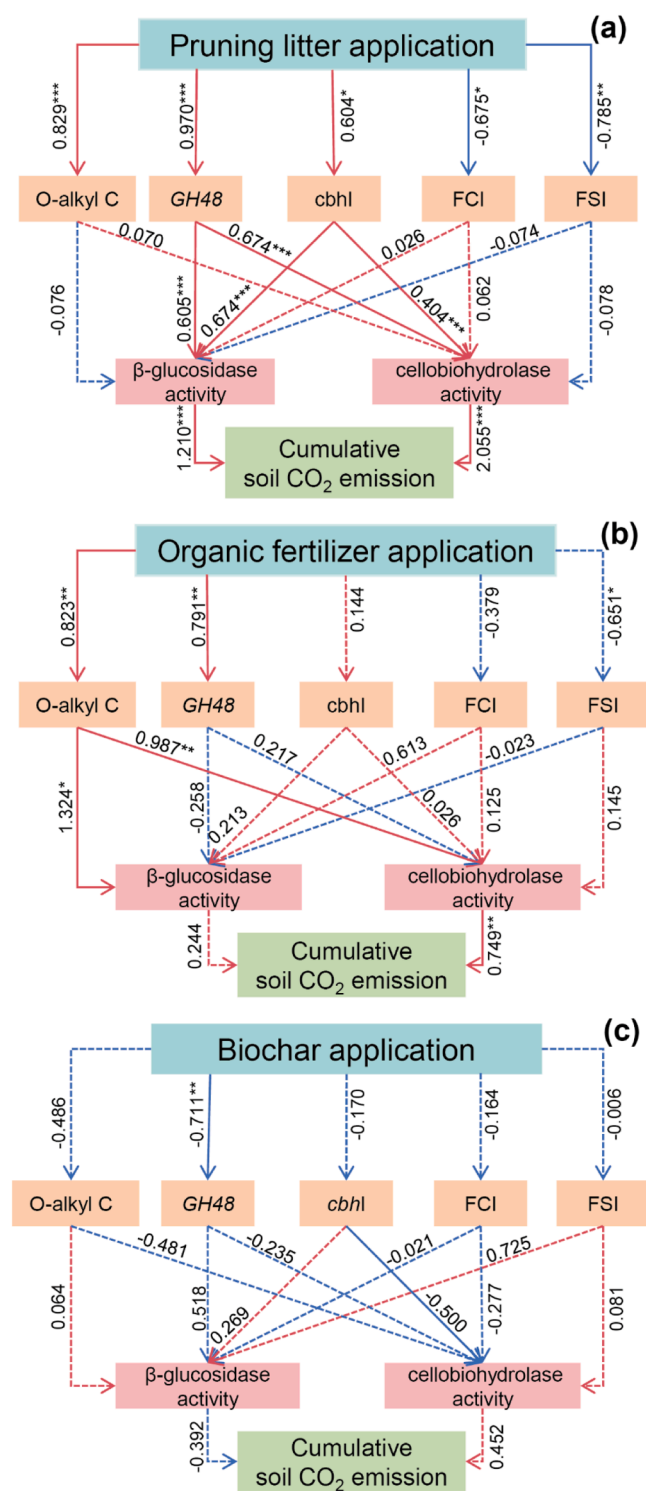 (a)
Pruning litter application
0.829***
0.970***
0.604*
-0.675*
-0.785**
O-alkyl C
GH48
cbhI
FCI
FSI
0.070
0.674***
0.026
-0.074
-0.076
0.605***
0.674***
0.404***
0.062
-0.078
β-glucosidase
activity
cellobiohydrolase
activity
1.210***
2.055***
Cumulative
soil CO₂ emission
(b)
Organic fertilizer application
0.823**
0.791**
0.144
-0.379
-0.651*
O-alkyl C
GH48
cbhI
FCI
FSI
0.987**
0.217
0.613
-0.023
1.324*
-0.258
0.213
0.026
0.125
0.145
β-glucosidase
activity
cellobiohydrolase
activity
0.244
0.749**
Cumulative
soil CO₂ emission
(c)
Biochar application
-0.486
-0.711**
-0.170
-0.164
-0.006
O-alkyl C
GH48
cbhI
FCI
FSI
-0.481
-0.235
-0.021
0.725
0.064
0.518
0.269
-0.500
-0.277
0.081
β-glucosidase
activity
cellobiohydrolase
activity
-0.392
0.452
Cumulative
soil CO₂ emission